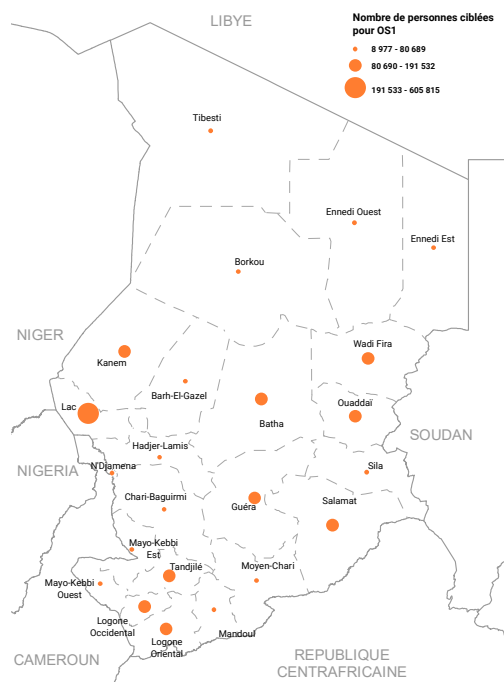 LIBYE
Nombre de personnes ciblées
pour OS1
8 977 - 80 689
80 690 - 191 532
191 533 - 605 815
Tibesti
Ennedi Ouest
Ennedi Est
Borkou
NIGER
Wadi Fira
Kanem
Barh-El-Gazel
Lac
Ouaddaï
Batha
SOUDAN
Hadjer-Lamis
NIGERIA
N'Djamena
Sila
Chari-Baguirmi
Guéra
Salamat
Mayo-Kebbi
Est
Tandjilé
Moyen-Chari
Mayo-Kebbi
Ouest
Logone
Occidental
Mandoul
Logone
Oriental
CAMEROUN
REPUBLIQUE
CENTRAFRICAINE